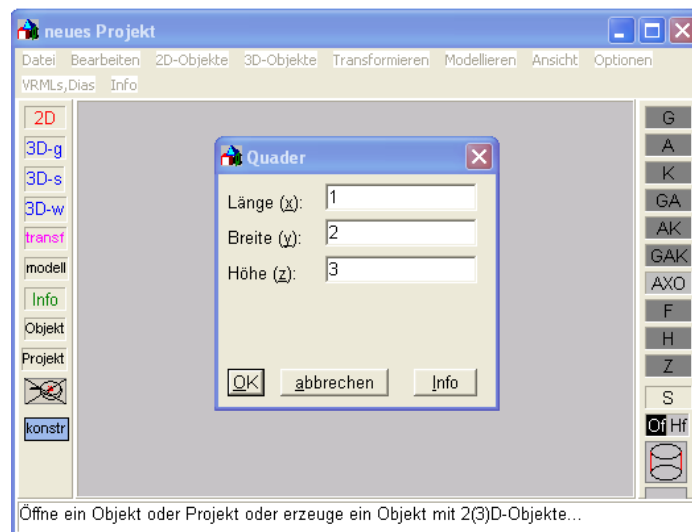 neues Projekt
Datei Bearbeiten 2D-Objekte 3D-Objekte Transformieren Modellieren Ansicht Optionen
VRMLs,Dias Info
2D
3D-g
3D-s
3D-w
transf
modell
Info
Objekt
Projekt
konstr
Quader
Länge (x): 1
Breite (y): 2
Höhe (z): 3
OK abbrechen Info
G
A
K
GA
AK
GAK
AXO
F
H
Z
S
Of Hf
Öffne ein Objekt oder Projekt oder erzeuge ein Objekt mit 2(3)D-Objekte...